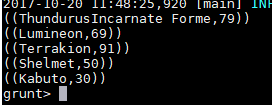 2017-10-20 11:48:25,920 [main] INF
((ThundurusIncarnate Forme,79))
((Lumineon,69))
((Terrakion,91))
((Shelmet,50))
((Kabuto,30))
grunt>